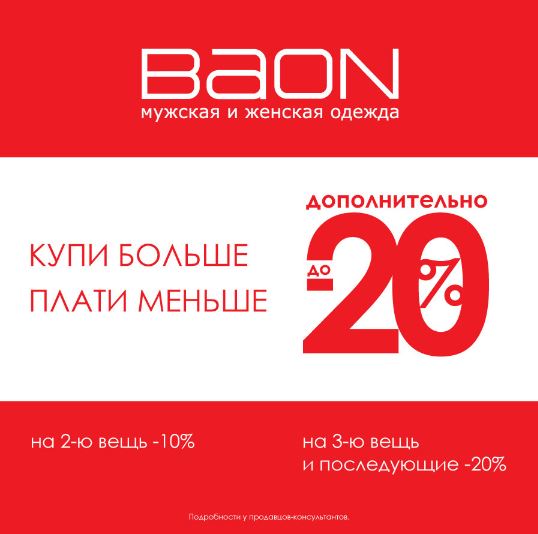 BaON
мужская и женская одежда
КУПИ БОЛЬШЕ
ПЛАТИ МЕНЬШЕ
дополнительно
до
-20%
на 2-ю вещь -10%
на 3-ю вещь
и последующие -20%
Подробности у продавцов-консультантов.